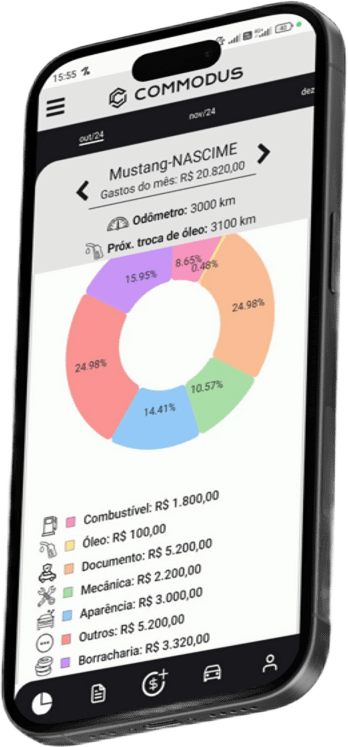 15:55
COMMODUS
out/24
nov/24
dez
Mustang-NASCIME
Gastos do mês: R$ 20.820,00
Odômetro: 3000 km
Próx. troca de óleo: 3100 km
8.65%
0.48%
15.95%
24.98%
24.98%
10.57%
14.41%
Combustível: R$ 1.800,00
Óleo: R$ 100,00
Documento: R$ 5.200,00
Mecânica: R$ 2.200,00
Aparência: R$ 3.000,00
Outros: R$ 5.200,00
Borracharia: R$ 3.320,00